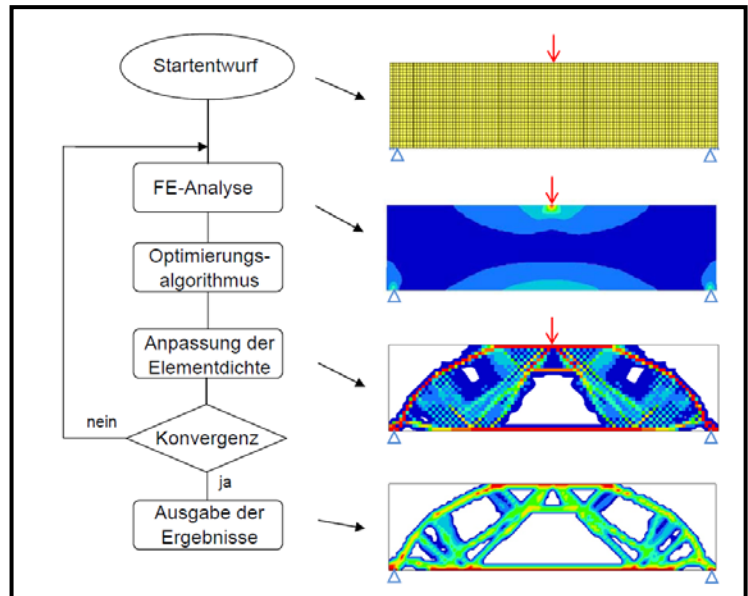 Startentwurf
FE-Analyse
Optimierungs-
algorithmus
Anpassung der
Elementdichte
nein
Konvergenz
ja
Ausgabe der
Ergebnisse